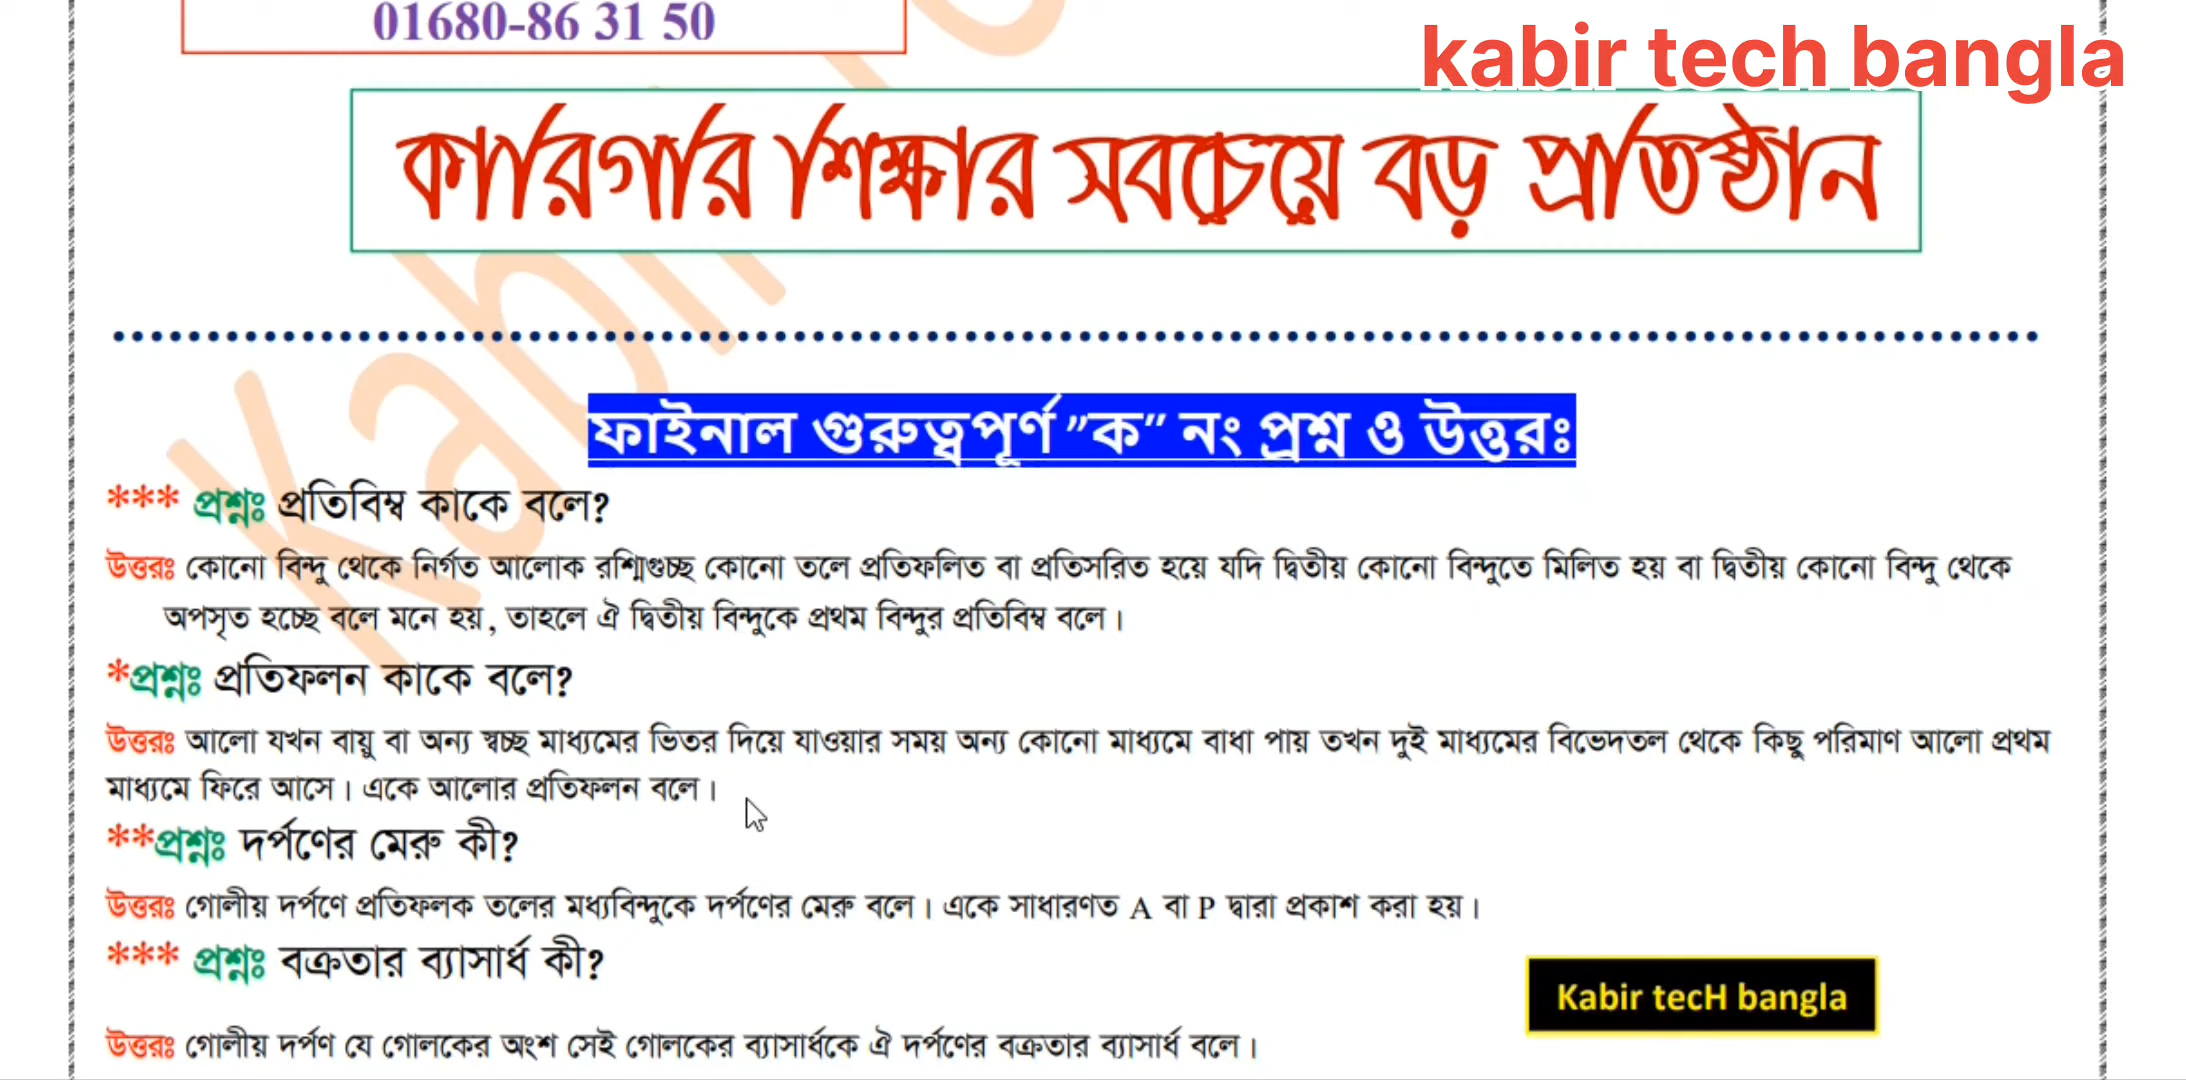 01680-86 31 50
kabir tech bangla
কারিগরি শিক্ষার সবচেয়ে বড় প্রতিষ্ঠান
ফাইনাল গুরুত্বপূর্ণ ”ক” নং প্রশ্ন ও উত্তরঃ
*** প্রশ্নঃ প্রতিবিম্ব কাকে বলে?
উত্তরঃ কোনো বিন্দু থেকে নির্গত আলোক রশ্মিগুচ্ছ কোনো তলে প্রতিফলিত বা প্রতিসরিত হয়ে যদি দ্বিতীয় কোনো বিন্দুতে মিলিত হয় বা দ্বিতীয় কোনো বিন্দু থেকে
অপসৃত হচ্ছে বলে মনে হয়, তাহলে ঐ দ্বিতীয় বিন্দুকে প্রথম বিন্দুর প্রতিবিম্ব বলে।
*প্রশ্নঃ প্রতিফলন কাকে বলে?
উত্তরঃ আলো যখন বায়ু বা অন্য স্বচ্ছ মাধ্যমের ভিতর দিয়ে যাওয়ার সময় অন্য কোনো মাধ্যমে বাধা পায় তখন দুই মাধ্যমের বিভেদতল থেকে কিছু পরিমাণ আলো প্রথম
মাধ্যমে ফিরে আসে। একে আলোর প্রতিফলন বলে।
**প্রশ্নঃ দর্পণের মেরু কী?
উত্তরঃ গোলীয় দর্পণে প্রতিফলক তলের মধ্যবিন্দুকে দর্পণের মেরু বলে। একে সাধারণত A বা P দ্বারা প্রকাশ করা হয়।
*** প্রশ্নঃ বক্রতার ব্যাসার্ধ কী?
Kabir tecH bangla
উত্তরঃ গোলীয় দর্পণ যে গোলকের অংশ সেই গোলকের ব্যাসার্ধকে ঐ দর্পণের বক্রতার ব্যাসার্ধ বলে।